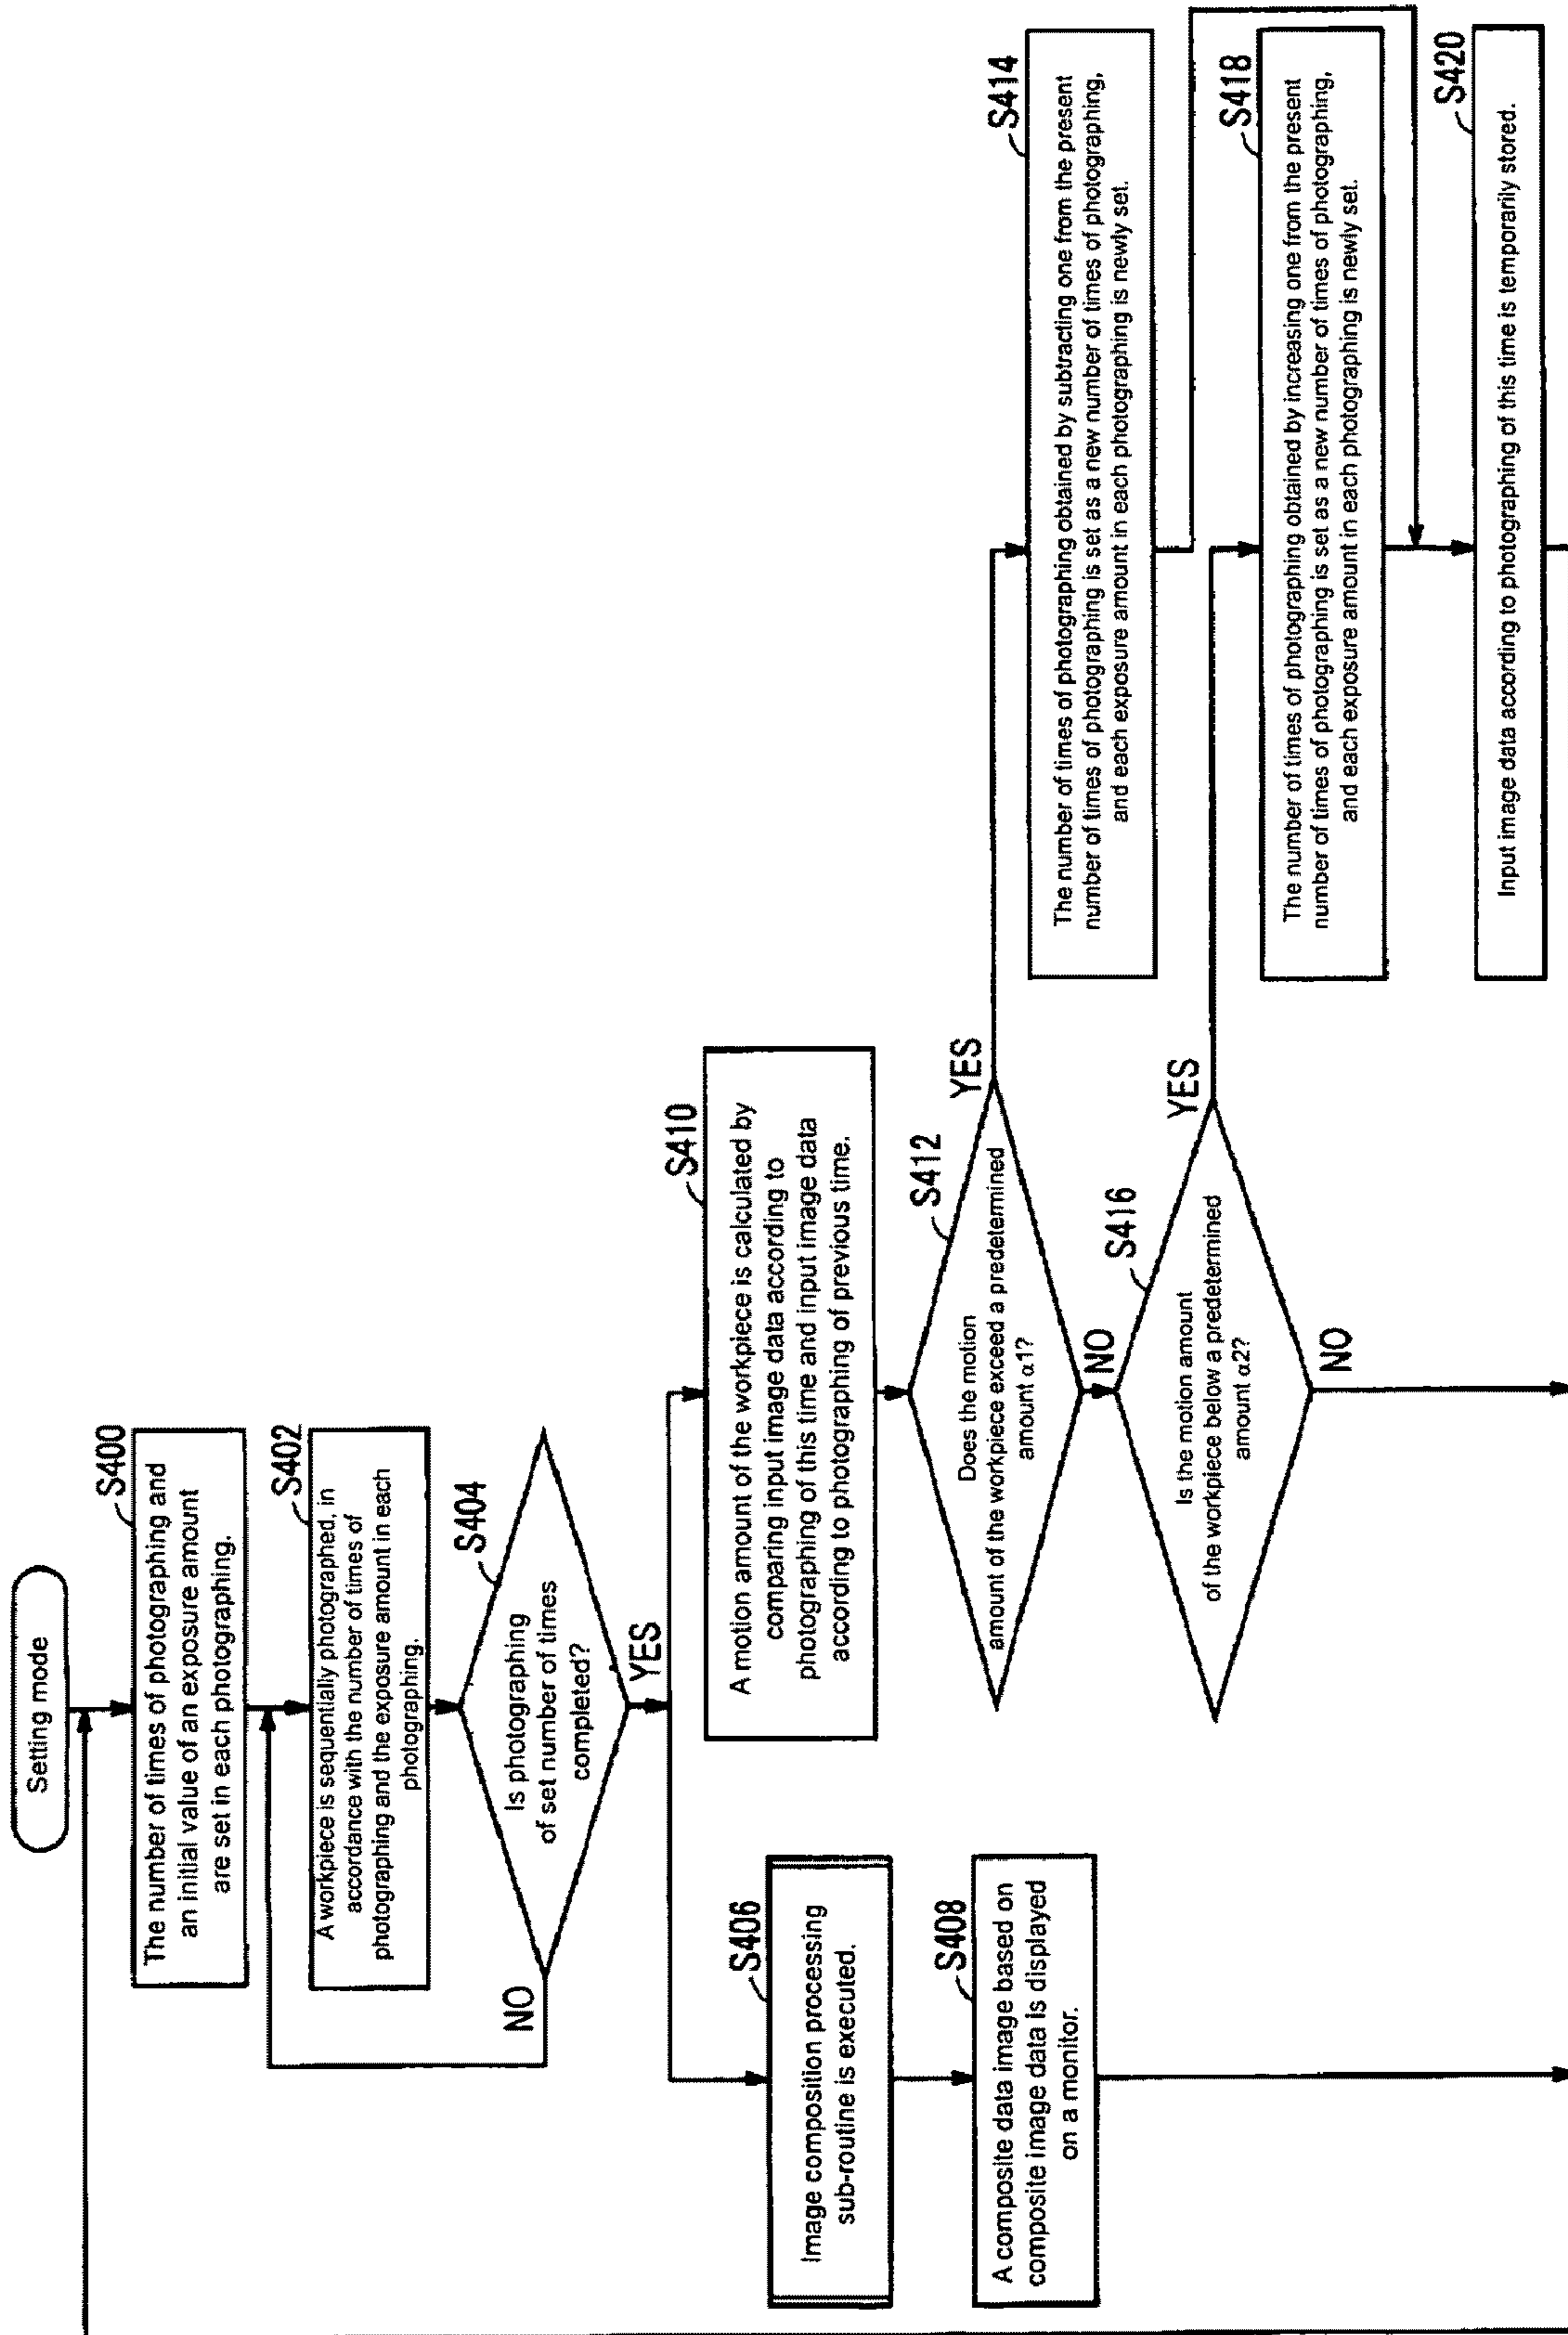 Setting mode
S400
The number of times of photographing and
an initial value of an exposure amount
are set in each photographing.
S402
A workpiece is sequentially photographed, in
accordance with the number of times of
photographing and the exposure amount in each
photographing.
S404
Is photographing
of set number of times
completed?
NO
YES
S406
Image composition processing
sub-routine is executed.
S408
A composite data image based on
composite image data is displayed
on a monitor.
S410
A motion amount of the workpiece is calculated by
comparing input image data according to
photographing of this time and input image data
according to photographing of previous time.
S412
Does the motion
amount of the workpiece exceed a predetermined
amount α1?
YES
NO
S414
The number of times of photographing obtained by subtracting one from the present
number of times of photographing is set as a new number of times of photographing,
and each exposure amount in each photographing is newly set.
S416
Is the motion amount
of the workpiece below a predetermined
amount α2?
YES
NO
S418
The number of times of photographing obtained by increasing one from the present
number of times of photographing is set as a new number of times of photographing,
and each exposure amount in each photographing is newly set.
S420
Input image data according to photographing of this time is temporarily stored.